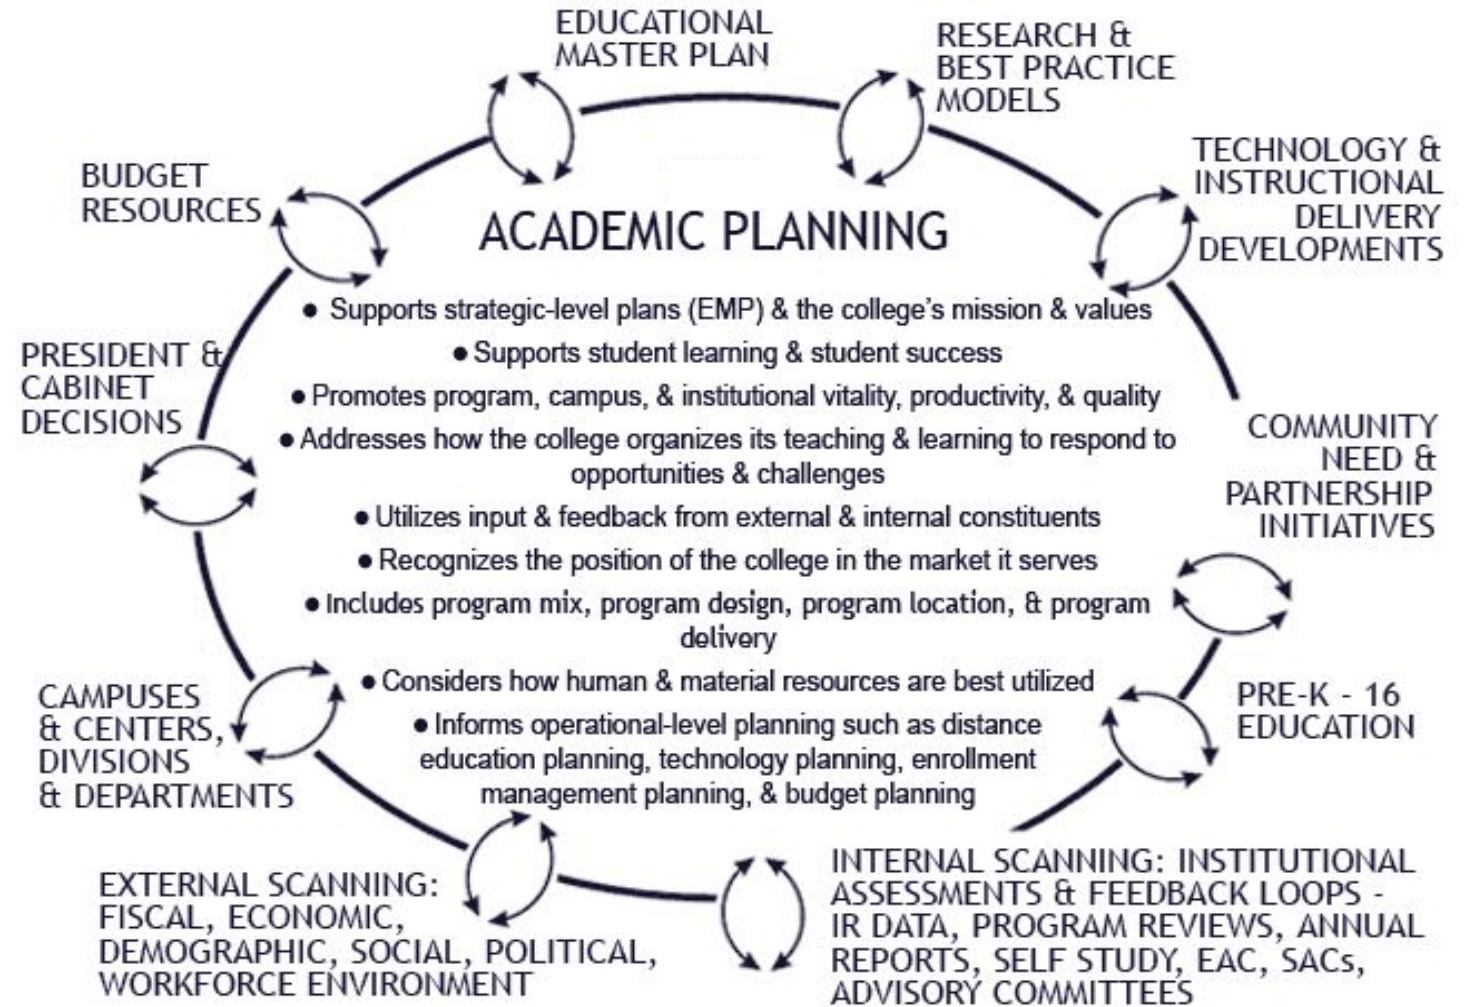 EDUCATIONAL
MASTER PLAN
RESEARCH &
BEST PRACTICE
MODELS
TECHNOLOGY &
INSTRUCTIONAL
DELIVERY
DEVELOPMENTS
BUDGET
RESOURCES
ACADEMIC PLANNING
● Supports strategic-level plans (EMP) & the college's mission & values
● Supports student learning & student success
● Promotes program, campus, & institutional vitality, productivity, & quality
● Addresses how the college organizes its teaching & learning to respond to
opportunities & challenges
● Utilizes input & feedback from external & internal constituents
● Recognizes the position of the college in the market it serves
● Includes program mix, program design, program location, & program
delivery
● Considers how human & material resources are best utilized
● Informs operational-level planning such as distance
education planning, technology planning, enrollment
management planning, & budget planning
PRESIDENT &
CABINET
DECISIONS
COMMUNITY
NEED &
PARTNERSHIP
INITIATIVES
CAMPUSES
& CENTERS,
DIVISIONS
& DEPARTMENTS
PRE-K - 16
EDUCATION
EXTERNAL SCANNING:
FISCAL, ECONOMIC,
DEMOGRAPHIC, SOCIAL, POLITICAL,
WORKFORCE ENVIRONMENT
INTERNAL SCANNING: INSTITUTIONAL
ASSESSMENTS & FEEDBACK LOOPS -
IR DATA, PROGRAM REVIEWS, ANNUAL
REPORTS, SELF STUDY, EAC, SACs,
ADVISORY COMMITTEES